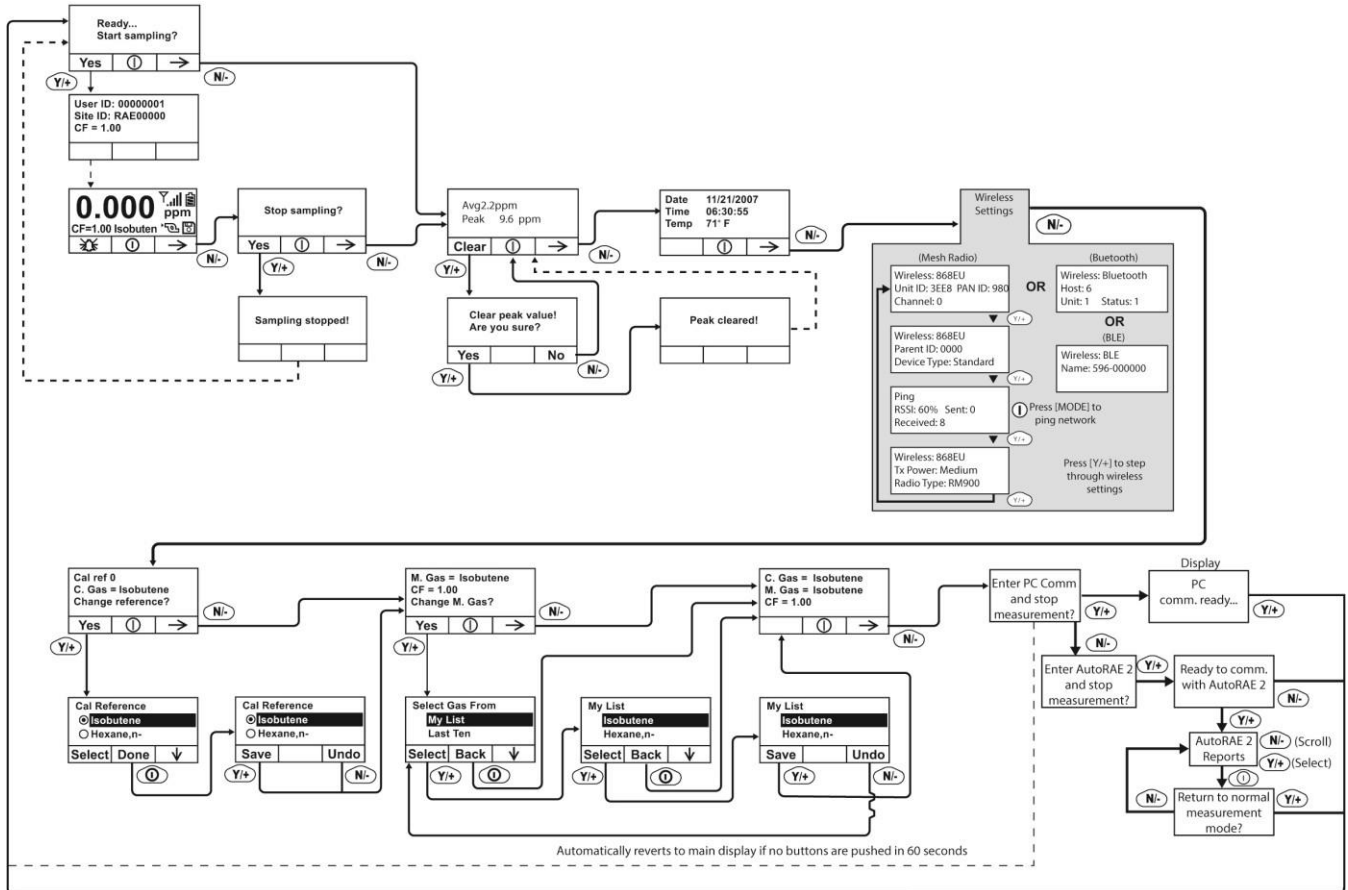 Ready...
Start sampling?
Yes
N/-
Y/+
User ID: 00000001
Site ID: RAE00000
CF = 1.00
0.000 ppm
CF=1.00 Isobuten
N/-
Stop sampling?
Yes
Y/+
N/-
Sampling stopped!
Avg2.2ppm
Peak 9.6 ppm
Clear
Y/+
N/-
Clear peak value!
Are you sure?
Yes No
Y/+
N/-
Peak cleared!
Date 11/21/2007
Time 06:30:55
Temp 71° F
N/-
Wireless
Settings
N/-
(Mesh Radio)
Wireless: 868EU
Unit ID: 3EE8 PAN ID: 980
Channel: 0
Y/+
Wireless: 868EU
Parent ID: 0000
Device Type: Standard
Y/+
Ping
RSSI: 60% Sent: 0
Received: 8
Y/+
Wireless: 868EU
Tx Power: Medium
Radio Type: RM900
Y/+
OR
(Buetooth)
Wireless: Bluetooth
Host: 6
Unit: 1 Status: 1
OR
(BLE)
Wireless: BLE
Name: 596-000000
Press [MODE] to
ping network
Press [Y/+] to step
through wireless
settings
Cal ref 0
C. Gas = Isobutene
Change reference?
Yes
N/-
Y/+
Cal Reference
Isobutene
Hexane,n-
Select Done
Cal Reference
Isobutene
Hexane,n-
Save Undo
Y/+
N/-
M. Gas = Isobutene
CF = 1.00
Change M. Gas?
Yes
N/-
Y/+
Select Gas From
My List
Last Ten
Select Back
Y/+
My List
Isobutene
Hexane,n-
Select Back
Y/+
My List
Isobutene
Hexane,n-
Save Undo
Y/+
N/-
C. Gas = Isobutene
M. Gas = Isobutene
CF = 1.00
N/-
Enter PC Comm
and stop
measurement?
Y/+
N/-
Display
PC
comm. ready...
Y/+
Enter AutoRAE 2
and stop
measurement?
Y/+
Ready to comm.
with AutoRAE 2
N/-
Y/+
AutoRAE 2
Reports
N/- (Scroll)
Y/+ (Select)
Return to normal
measurement
mode?
N/-
Y/+
Automatically reverts to main display if no buttons are pushed in 60 seconds